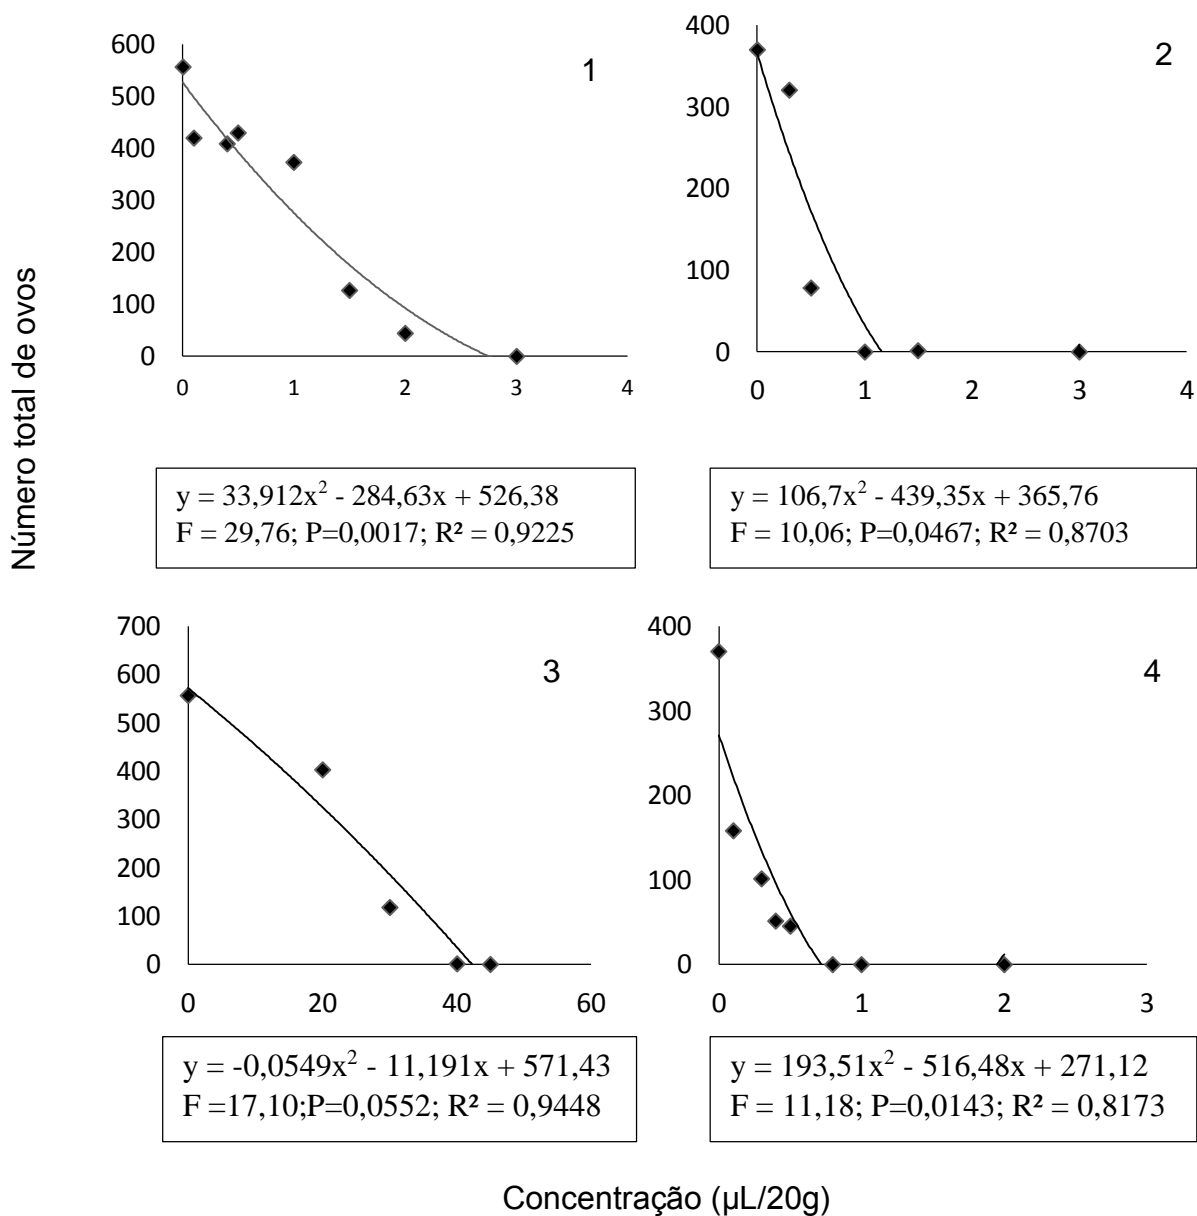 Número total de ovos
1
600
500
400
300
200
100
0
0 1 2 3 4
y = 33,912x² - 284,63x + 526,38
F = 29,76; P=0,0017; R² = 0,9225
2
400
300
200
100
0
0 1 2 3 4
y = 106,7x² - 439,35x + 365,76
F = 10,06; P=0,0467; R² = 0,8703
3
700
600
500
400
300
200
100
0
0 20 40 60
y = -0,0549x² - 11,191x + 571,43
F =17,10;P=0,0552; R² = 0,9448
4
400
300
200
100
0
0 1 2 3
y = 193,51x² - 516,48x + 271,12
F = 11,18; P=0,0143; R² = 0,8173
Concentração (µL/20g)